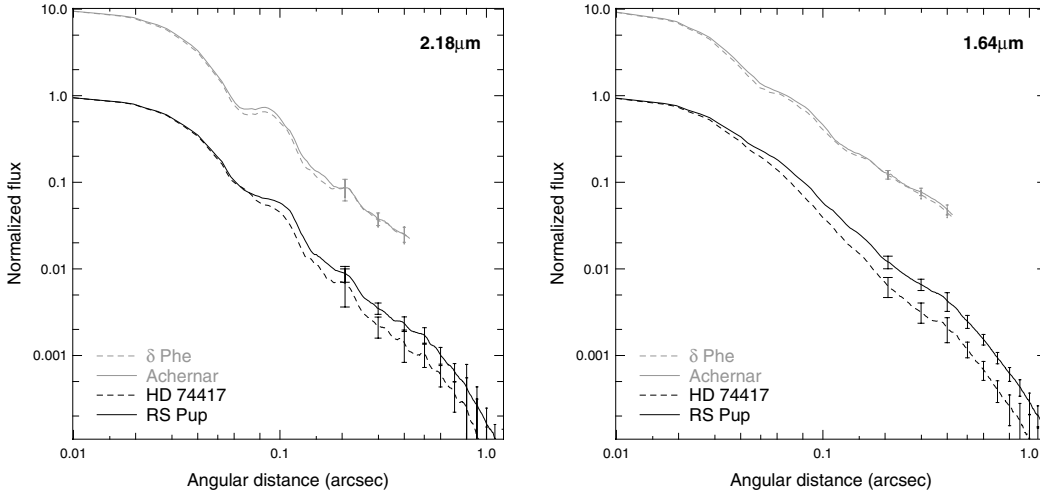 10.0
1.0
0.1
0.01
0.001
Normalized flux
2.18μm
δ Phe
Achernar
HD 74417
RS Pup
0.01
0.1
1.0
Angular distance (arcsec)
10.0
1.0
0.1
0.01
0.001
Normalized flux
1.64μm
δ Phe
Achernar
HD 74417
RS Pup
0.01
0.1
1.0
Angular distance (arcsec)